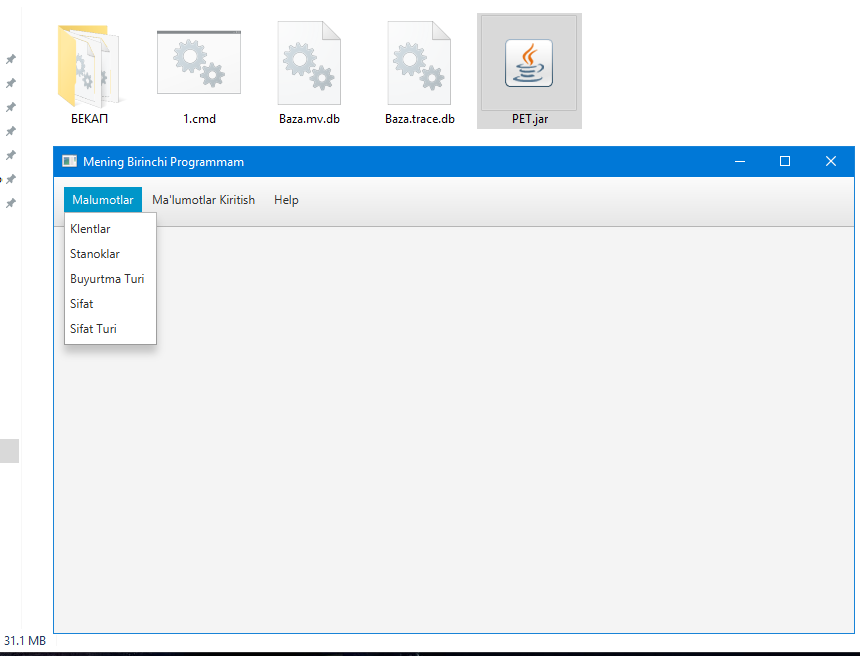 БЕКАП
1.cmd
Baza.mv.db
Baza.trace.db
PET.jar
Mening Birinchi Programmam
Malumotlar
Ma'lumotlar Kiritish
Help
Klentlar
Stanoklar
Buyurtma Turi
Sifat
Sifat Turi
31.1 MB